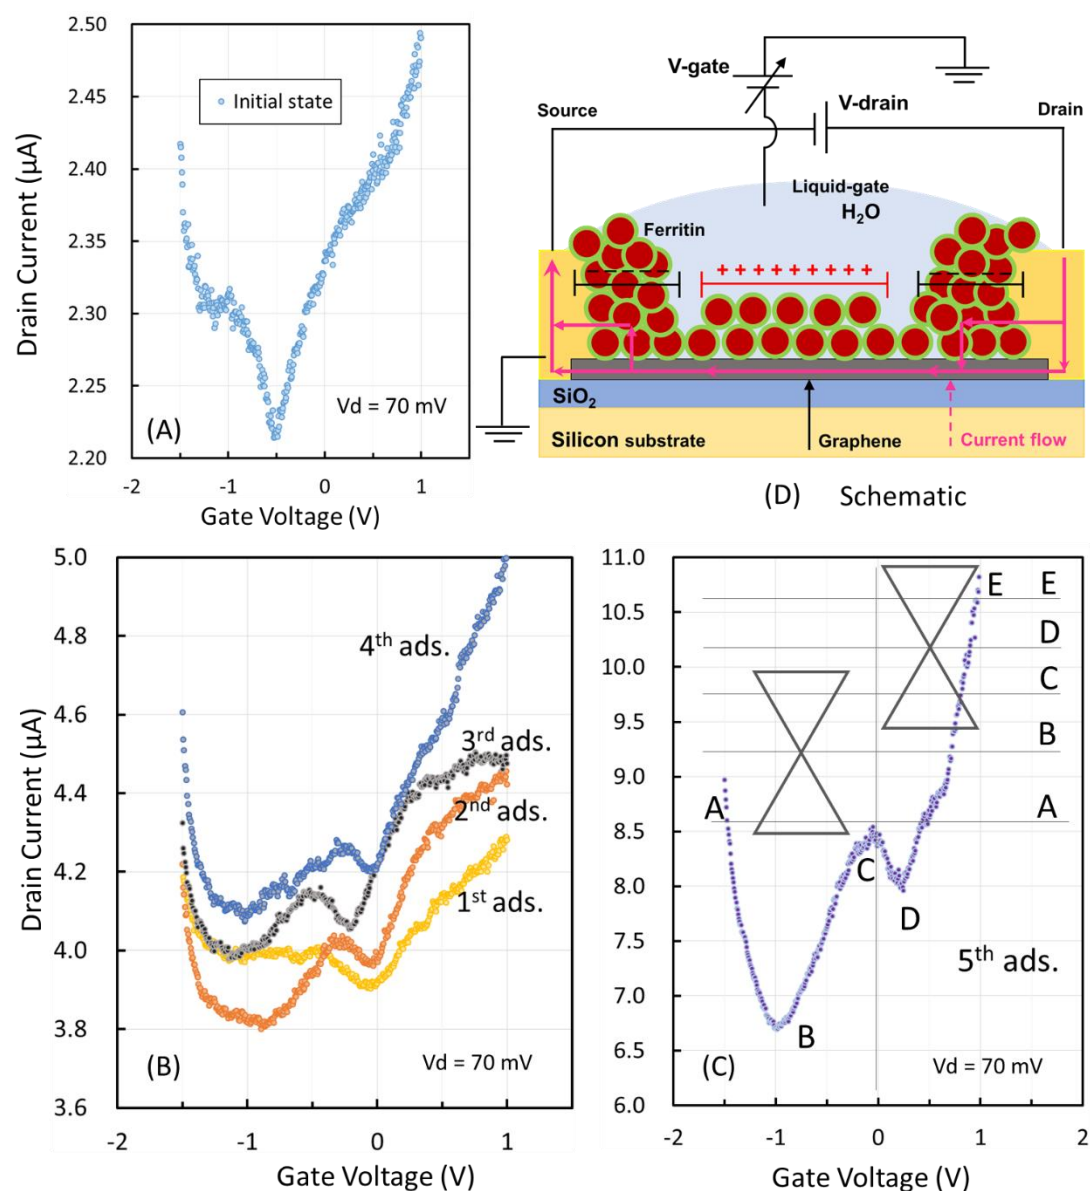 2.50
2.45
2.40
2.35
2.30
2.25
2.20
Drain Current (µA)
Initial state
(A)
Vd = 70 mV
-2
-1
0
1
Gate Voltage (V)
V-gate
Source
V-drain
Drain
Liquid-gate
H₂O
Ferritin
+ + + + + + + + +
SiO₂
Silicon substrate
Graphene
Current flow
(D) Schematic
5.0
4.8
4.6
4.4
4.2
4.0
3.8
3.6
Drain Current (µA)
4th ads.
3rd ads.
2nd ads.
1st ads.
(B)
Vd = 70 mV
-2
-1
0
1
Gate Voltage (V)
11.0
10.5
10.0
9.5
9.0
8.5
8.0
7.5
7.0
6.5
6.0
E
E
D
C
B
A
A
C
D
B
5th ads.
(C)
Vd = 70 mV
-2
-1
0
1
2
Gate Voltage (V)